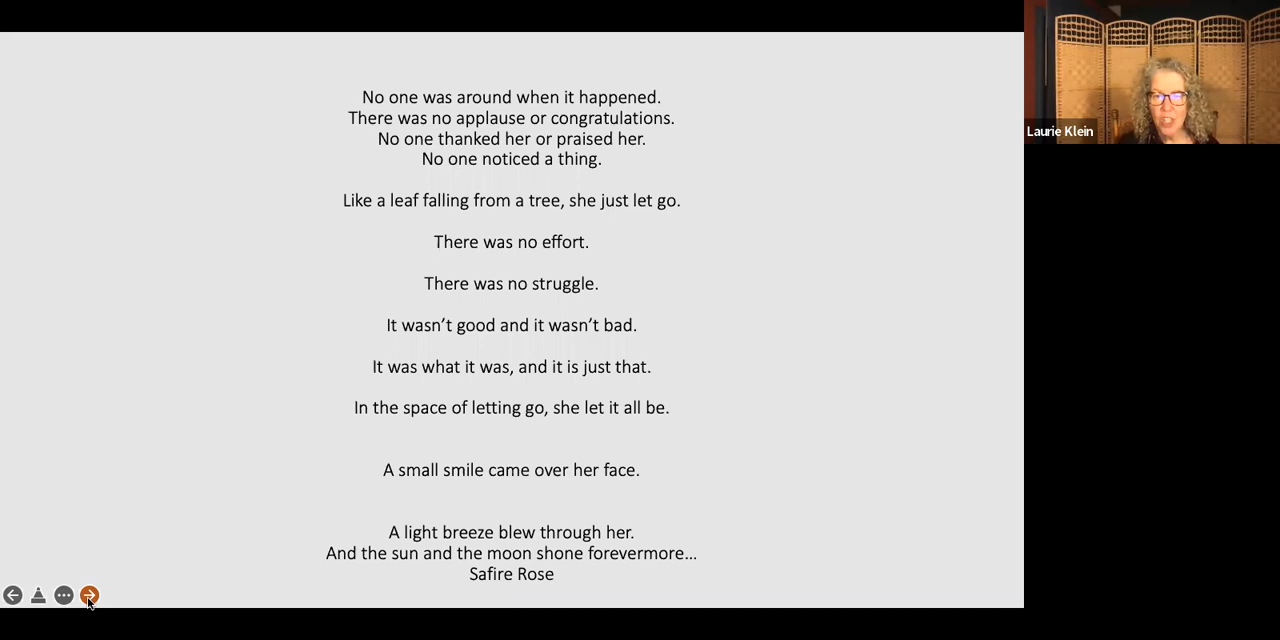 No one was around when it happened.
There was no applause or congratulations.
No one thanked her or praised her.
No one noticed a thing.
Like a leaf falling from a tree, she just let go.
There was no effort.
There was no struggle.
It wasn’t good and it wasn’t bad.
It was what it was, and it is just that.
In the space of letting go, she let it all be.
A small smile came over her face.
A light breeze blew through her.
And the sun and the moon shone forevermore…
Safire Rose
Laurie Klein